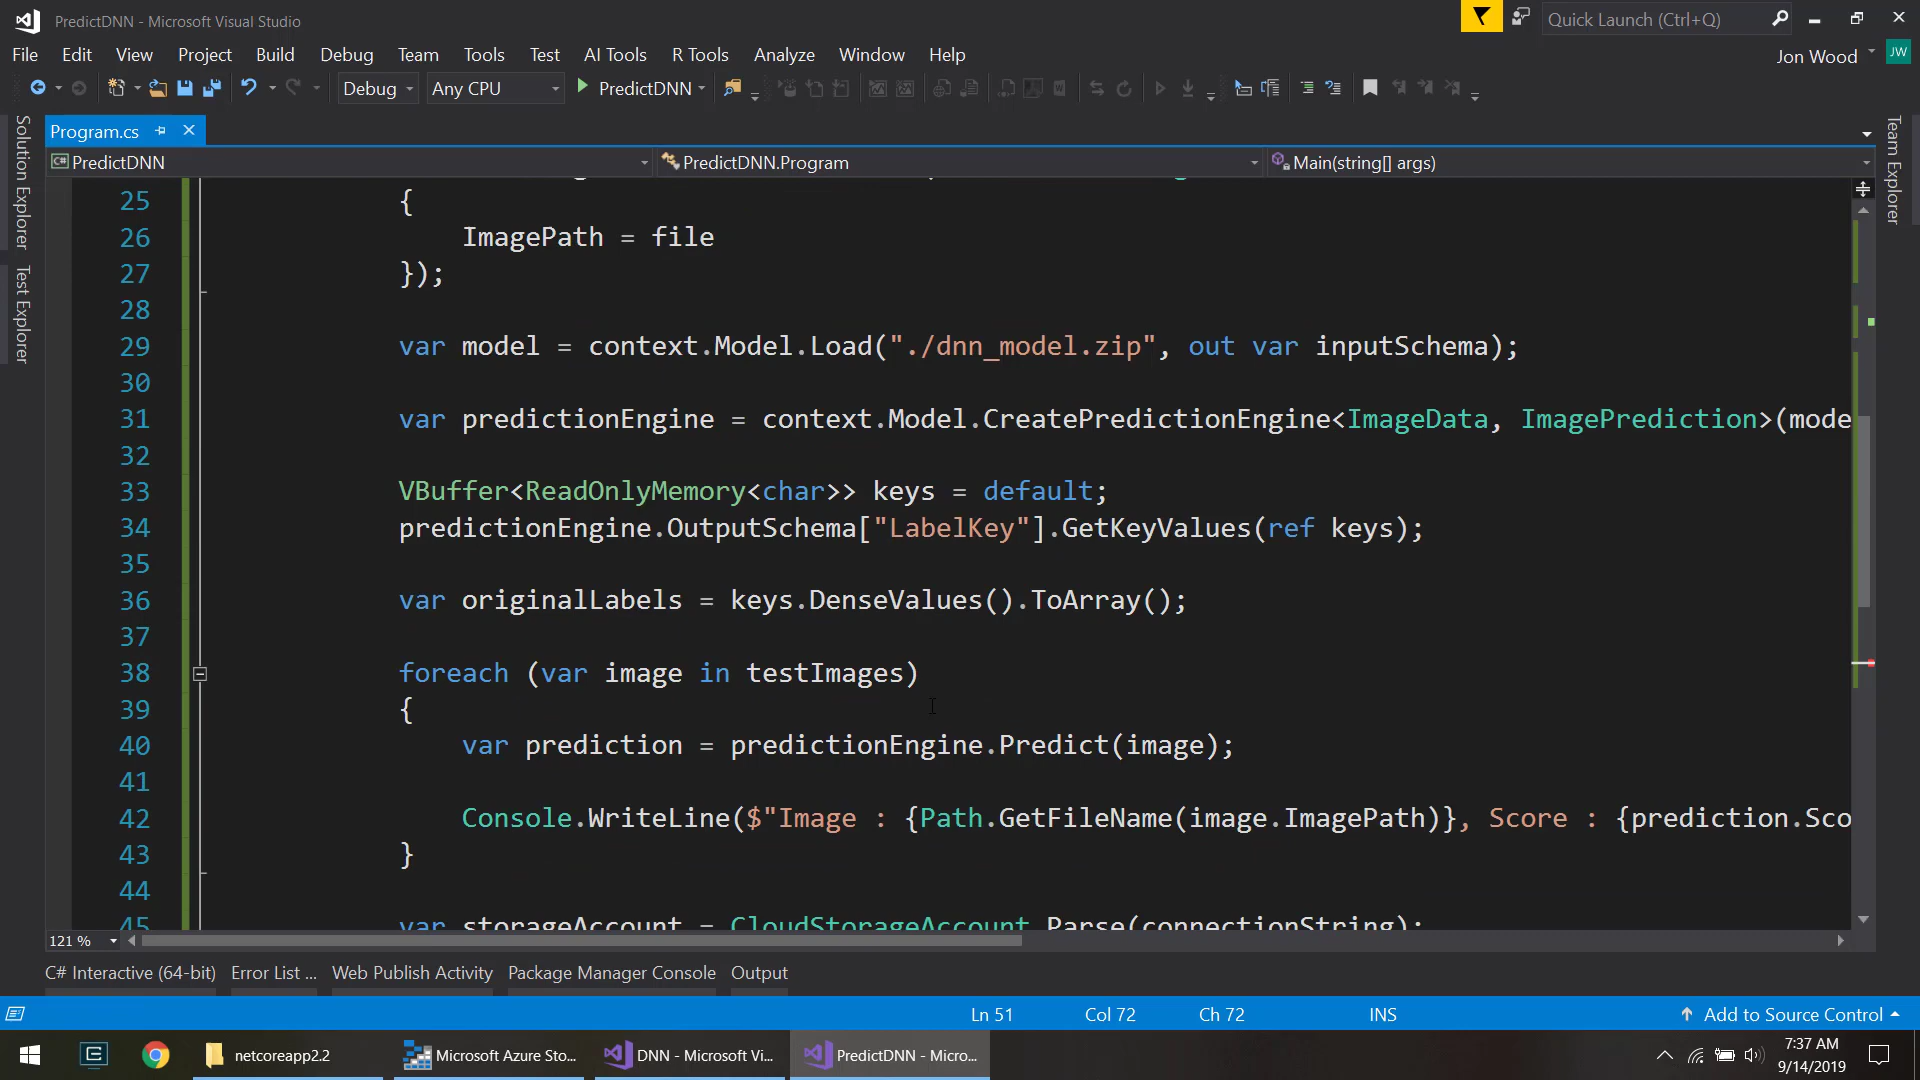 PredictDNN - Microsoft Visual Studio
Quick Launch (Ctrl+Q)
File Edit View Project Build Debug Team Tools Test AI Tools R Tools Analyze Window Help
Jon Wood JW
Debug Any CPU PredictDNN
Solution Explorer
Test Explorer
Team Explorer
Program.cs
PredictDNN PredictDNN.Program Main(string[] args)
25 {
26 ImagePath = file
27 });
28
29 var model = context.Model.Load("./dnn_model.zip", out var inputSchema);
30
31 var predictionEngine = context.Model.CreatePredictionEngine<ImageData, ImagePrediction>(mode
32
33 VBuffer<ReadOnlyMemory<char>> keys = default;
34 predictionEngine.OutputSchema["LabelKey"].GetKeyValues(ref keys);
35
36 var originalLabels = keys.DenseValues().ToArray();
37
38 foreach (var image in testImages)
39 {
40 var prediction = predictionEngine.Predict(image);
41
42 Console.WriteLine($"Image : {Path.GetFileName(image.ImagePath)}, Score : {prediction.Sco
43 }
44
45 var storageAccount = CloudStorageAccount.Parse(connectionString);
121 %
C# Interactive (64-bit) Error List ... Web Publish Activity Package Manager Console Output
Ln 51 Col 72 Ch 72 INS Add to Source Control
netcoreapp2.2 Microsoft Azure Sto... DNN - Microsoft Vi... PredictDNN - Micro...
7:37 AM
9/14/2019